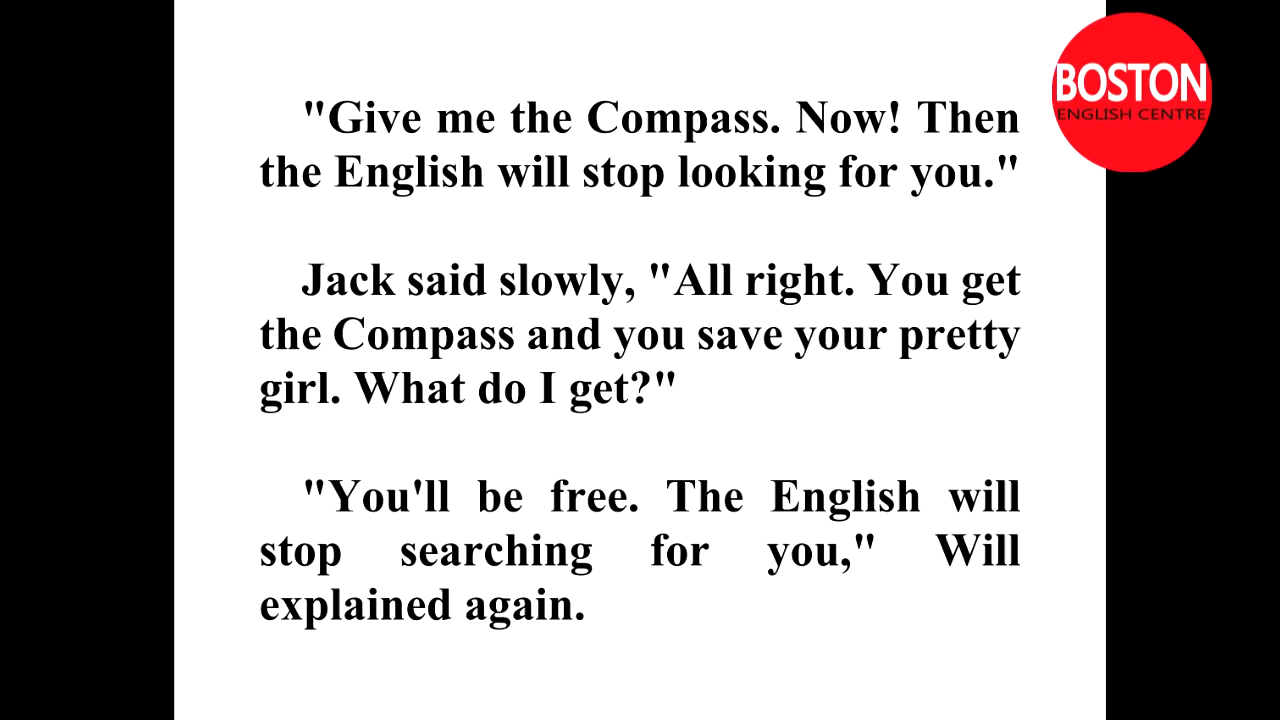 BOSTON
ENGLISH CENTRE
"Give me the Compass. Now! Then
the English will stop looking for you."
Jack said slowly, "All right. You get
the Compass and you save your pretty
girl. What do I get?"
"You'll be free. The English will
stop searching for you," Will
explained again.